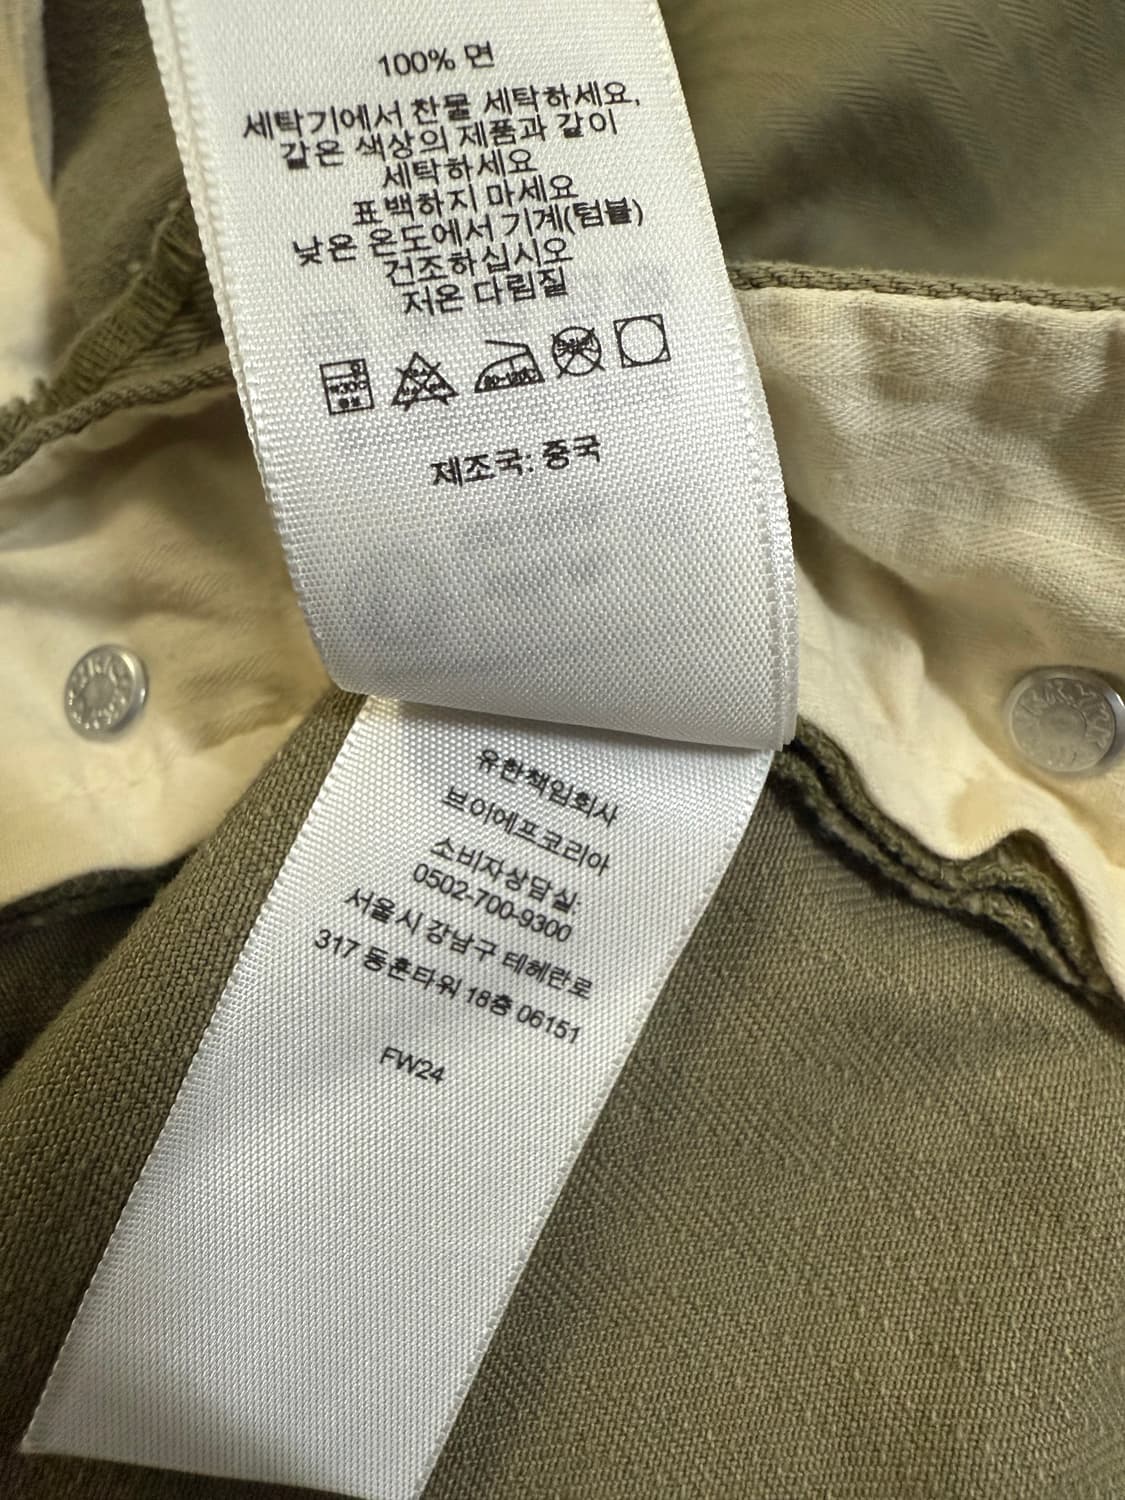 100% 면
세탁기에서 찬물 세탁하세요,
같은 색상의 제품과 같이
세탁하세요
표백하지 마세요
낮은 온도에서 기계(텀블)
건조하십시오
저온 다림질
제조국: 중국
유한책임회사
브이에프코리아
소비자상담실:
0502-700-9300
서울시 강남구 테헤란로
317 동훈타워 18층 06151
FW24